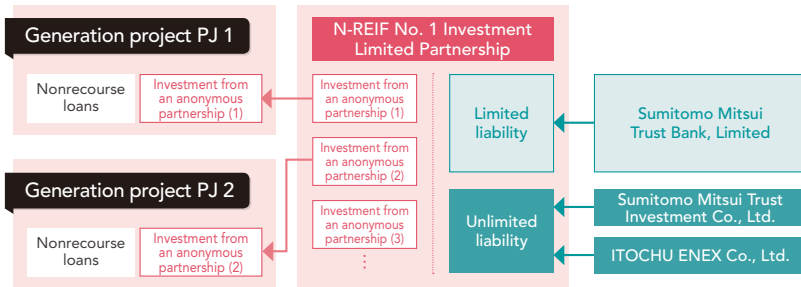 Generation project PJ 1
Nonrecourse
loans
Investment from
an anonymous
partnership (1)
Generation project PJ 2
Nonrecourse
loans
Investment from
an anonymous
partnership (2)
N-REIF No. 1 Investment
Limited Partnership
Investment from
an anonymous
partnership (1)
Investment from
an anonymous
partnership (2)
Investment from
an anonymous
partnership (3)
⋮
Limited
liability
Unlimited
liability
Sumitomo Mitsui
Trust Bank, Limited
Sumitomo Mitsui Trust
Investment Co., Ltd.
ITOCHU ENEX Co., Ltd.